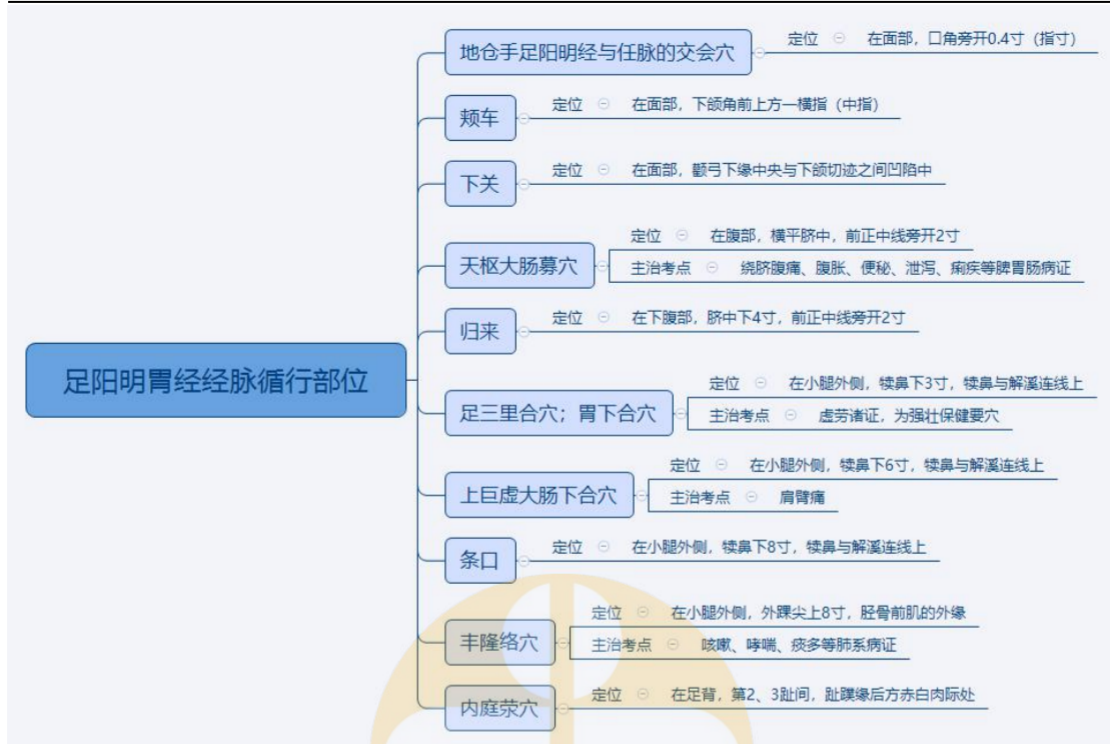 足阳明胃经经脉循行部位
地仓手足阳明经与任脉的交会穴
定位 在面部，口角旁开0.4寸（指寸）
颊车
定位 在面部，下颌角前上方一横指（中指）
下关
定位 在面部，颧弓下缘中央与下颌切迹之间凹陷中
天枢大肠募穴
定位 在腹部，横平脐中，前正中线旁开2寸
主治考点 绕脐腹痛、腹胀、便秘、泄泻、痢疾等脾胃肠病证
归来
定位 在下腹部，脐中下4寸，前正中线旁开2寸
足三里合穴；胃下合穴
定位 在小腿外侧，犊鼻下3寸，犊鼻与解溪连线上
主治考点 虚劳诸证，为强壮保健要穴
上巨虚大肠下合穴
定位 在小腿外侧，犊鼻下6寸，犊鼻与解溪连线上
主治考点 肩臂痛
条口
定位 在小腿外侧，犊鼻下8寸，犊鼻与解溪连线上
丰隆络穴
定位 在小腿外侧，外踝尖上8寸，胫骨前肌的外缘
主治考点 咳嗽、哮喘、痰多等肺系病证
内庭荥穴
定位 在足背，第2、3趾间，趾蹼缘后方赤白肉际处